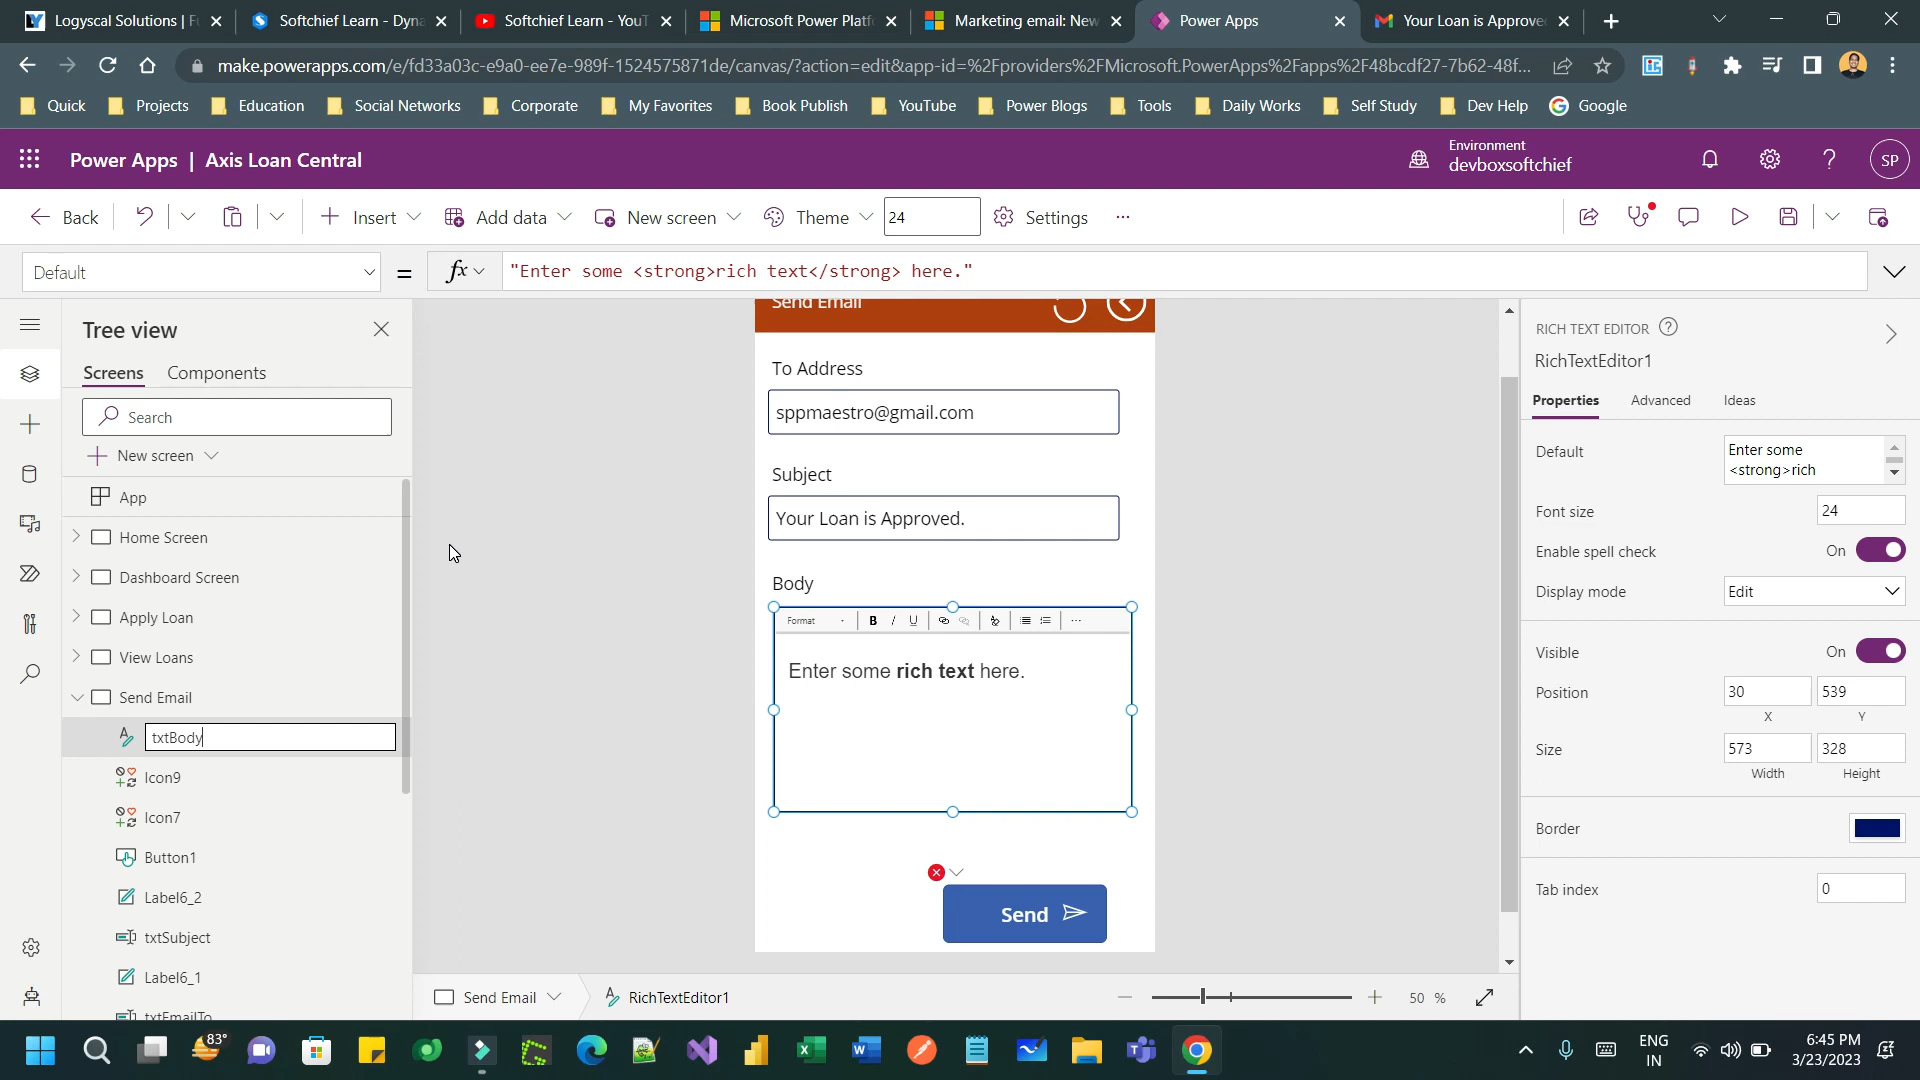 Logyscal Solutions | F
Softchief Learn - Dyna
Softchief Learn - YouT
Microsoft Power Platf
Marketing email: New
Power Apps
Your Loan is Approve
make.powerapps.com/e/fd33a03c-e9a0-ee7e-989f-1524575871de/canvas/?action=edit&app-id=%2Fproviders%2FMicrosoft.PowerApps%2Fapps%2F48bcdf27-7b62-48f...
Quick
Projects
Education
Social Networks
Corporate
My Favorites
Book Publish
YouTube
Power Blogs
Tools
Daily Works
Self Study
Dev Help
Google
Power Apps | Axis Loan Central
Environment
devboxsoftchief
SP
Back
Insert
Add data
New screen
Theme
24
Settings
Default
=
fx
"Enter some <strong>rich text</strong> here."
Tree view
Screens
Components
Search
New screen
App
Home Screen
Dashboard Screen
Apply Loan
View Loans
Send Email
txtBody
Icon9
Icon7
Button1
Label6_2
txtSubject
Label6_1
txtEmailTo
Send Email
To Address
sppmaestro@gmail.com
Subject
Your Loan is Approved.
Body
Format
B I U
Enter some rich text here.
Send
Send Email
RichTextEditor1
50 %
RICH TEXT EDITOR
RichTextEditor1
Properties
Advanced
Ideas
Default
Enter some
<strong>rich
Font size
24
Enable spell check
On
Display mode
Edit
Visible
On
Position
30
539
X
Y
Size
573
328
Width
Height
Border
Tab index
0
83°
ENG
IN
6:45 PM
3/23/2023